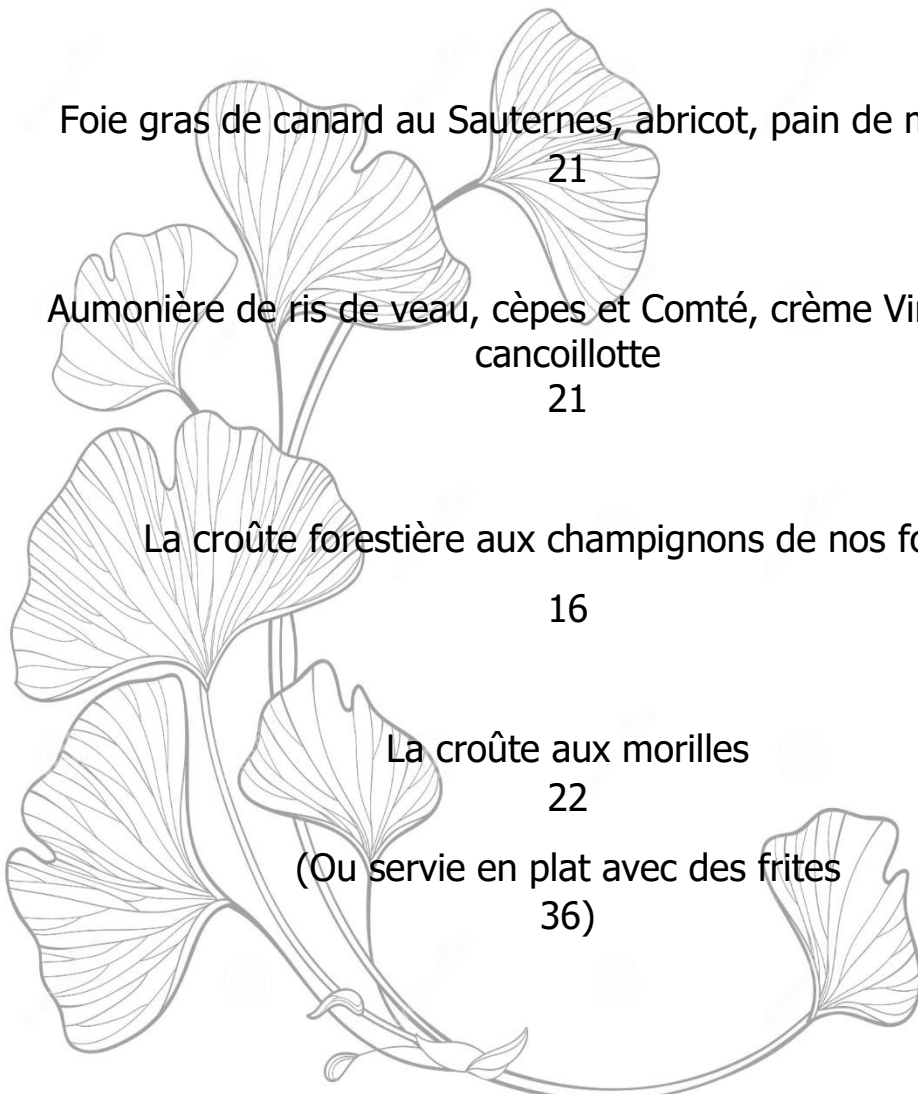 Foie gras de canard au Sauternes, abricot, pain de
21
Aumonière de ris de veau, cèpes et Comté, crème
cancoillotte
21
La croûte forestière aux champignons de nos
16
La croûte aux morilles
22
(Ou servie en plat avec des frites
36)